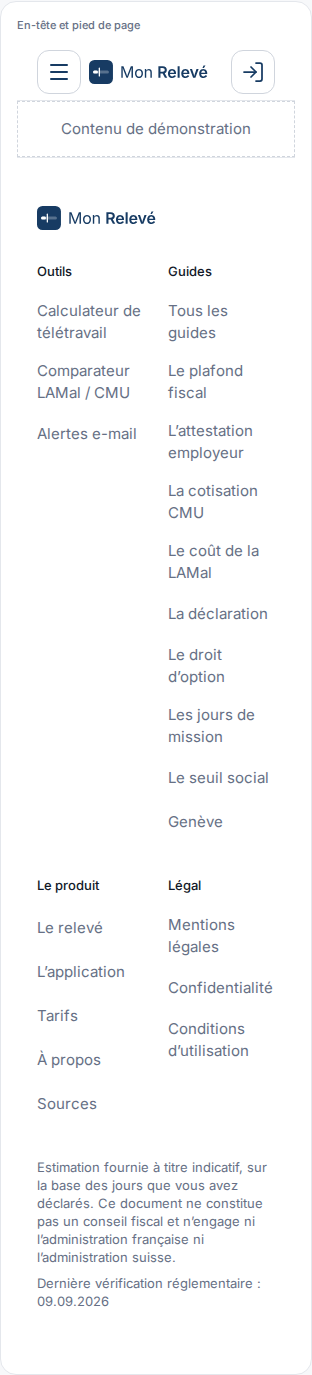 En-tête et pied de page
Mon Relevé
Contenu de démonstration
Mon Relevé
Outils
Calculateur de
télétravail
Comparateur
LAMal / CMU
Alertes e-mail
Guides
Tous les
guides
Le plafond
fiscal
L’attestation
employeur
La cotisation
CMU
Le coût de la
LAMal
La déclaration
Le droit
d’option
Les jours de
mission
Le seuil social
Genève
Le produit
Le relevé
L’application
Tarifs
À propos
Sources
Légal
Mentions
légales
Confidentialité
Conditions
d’utilisation
Estimation fournie à titre indicatif, sur
la base des jours que vous avez
déclarés. Ce document ne constitue
pas un conseil fiscal et n’engage ni
l’administration française ni
l’administration suisse.
Dernière vérification réglementaire :
09.09.2026